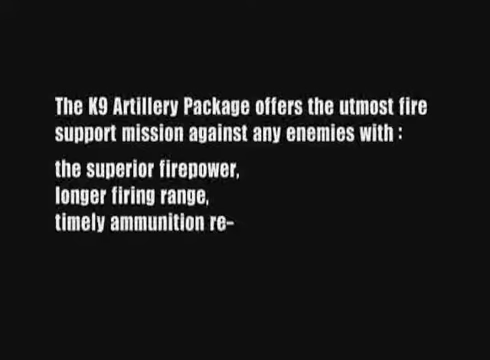 The K9 Artillery Package offers the utmost fire
support mission against any enemies with :
the superior firepower,
longer firing range,
timely ammunition re-